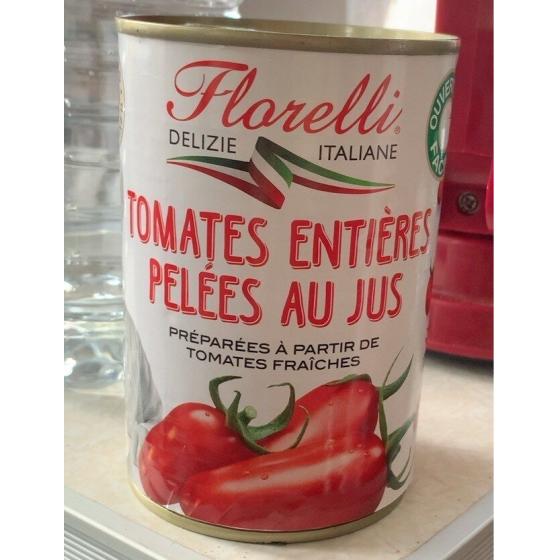 Florelli®
DELIZIE ITALIANE
TOMATES ENTIÈRES
PELÉES AU JUS
PRÉPARÉES À PARTIR DE
TOMATES FRAÎCHES